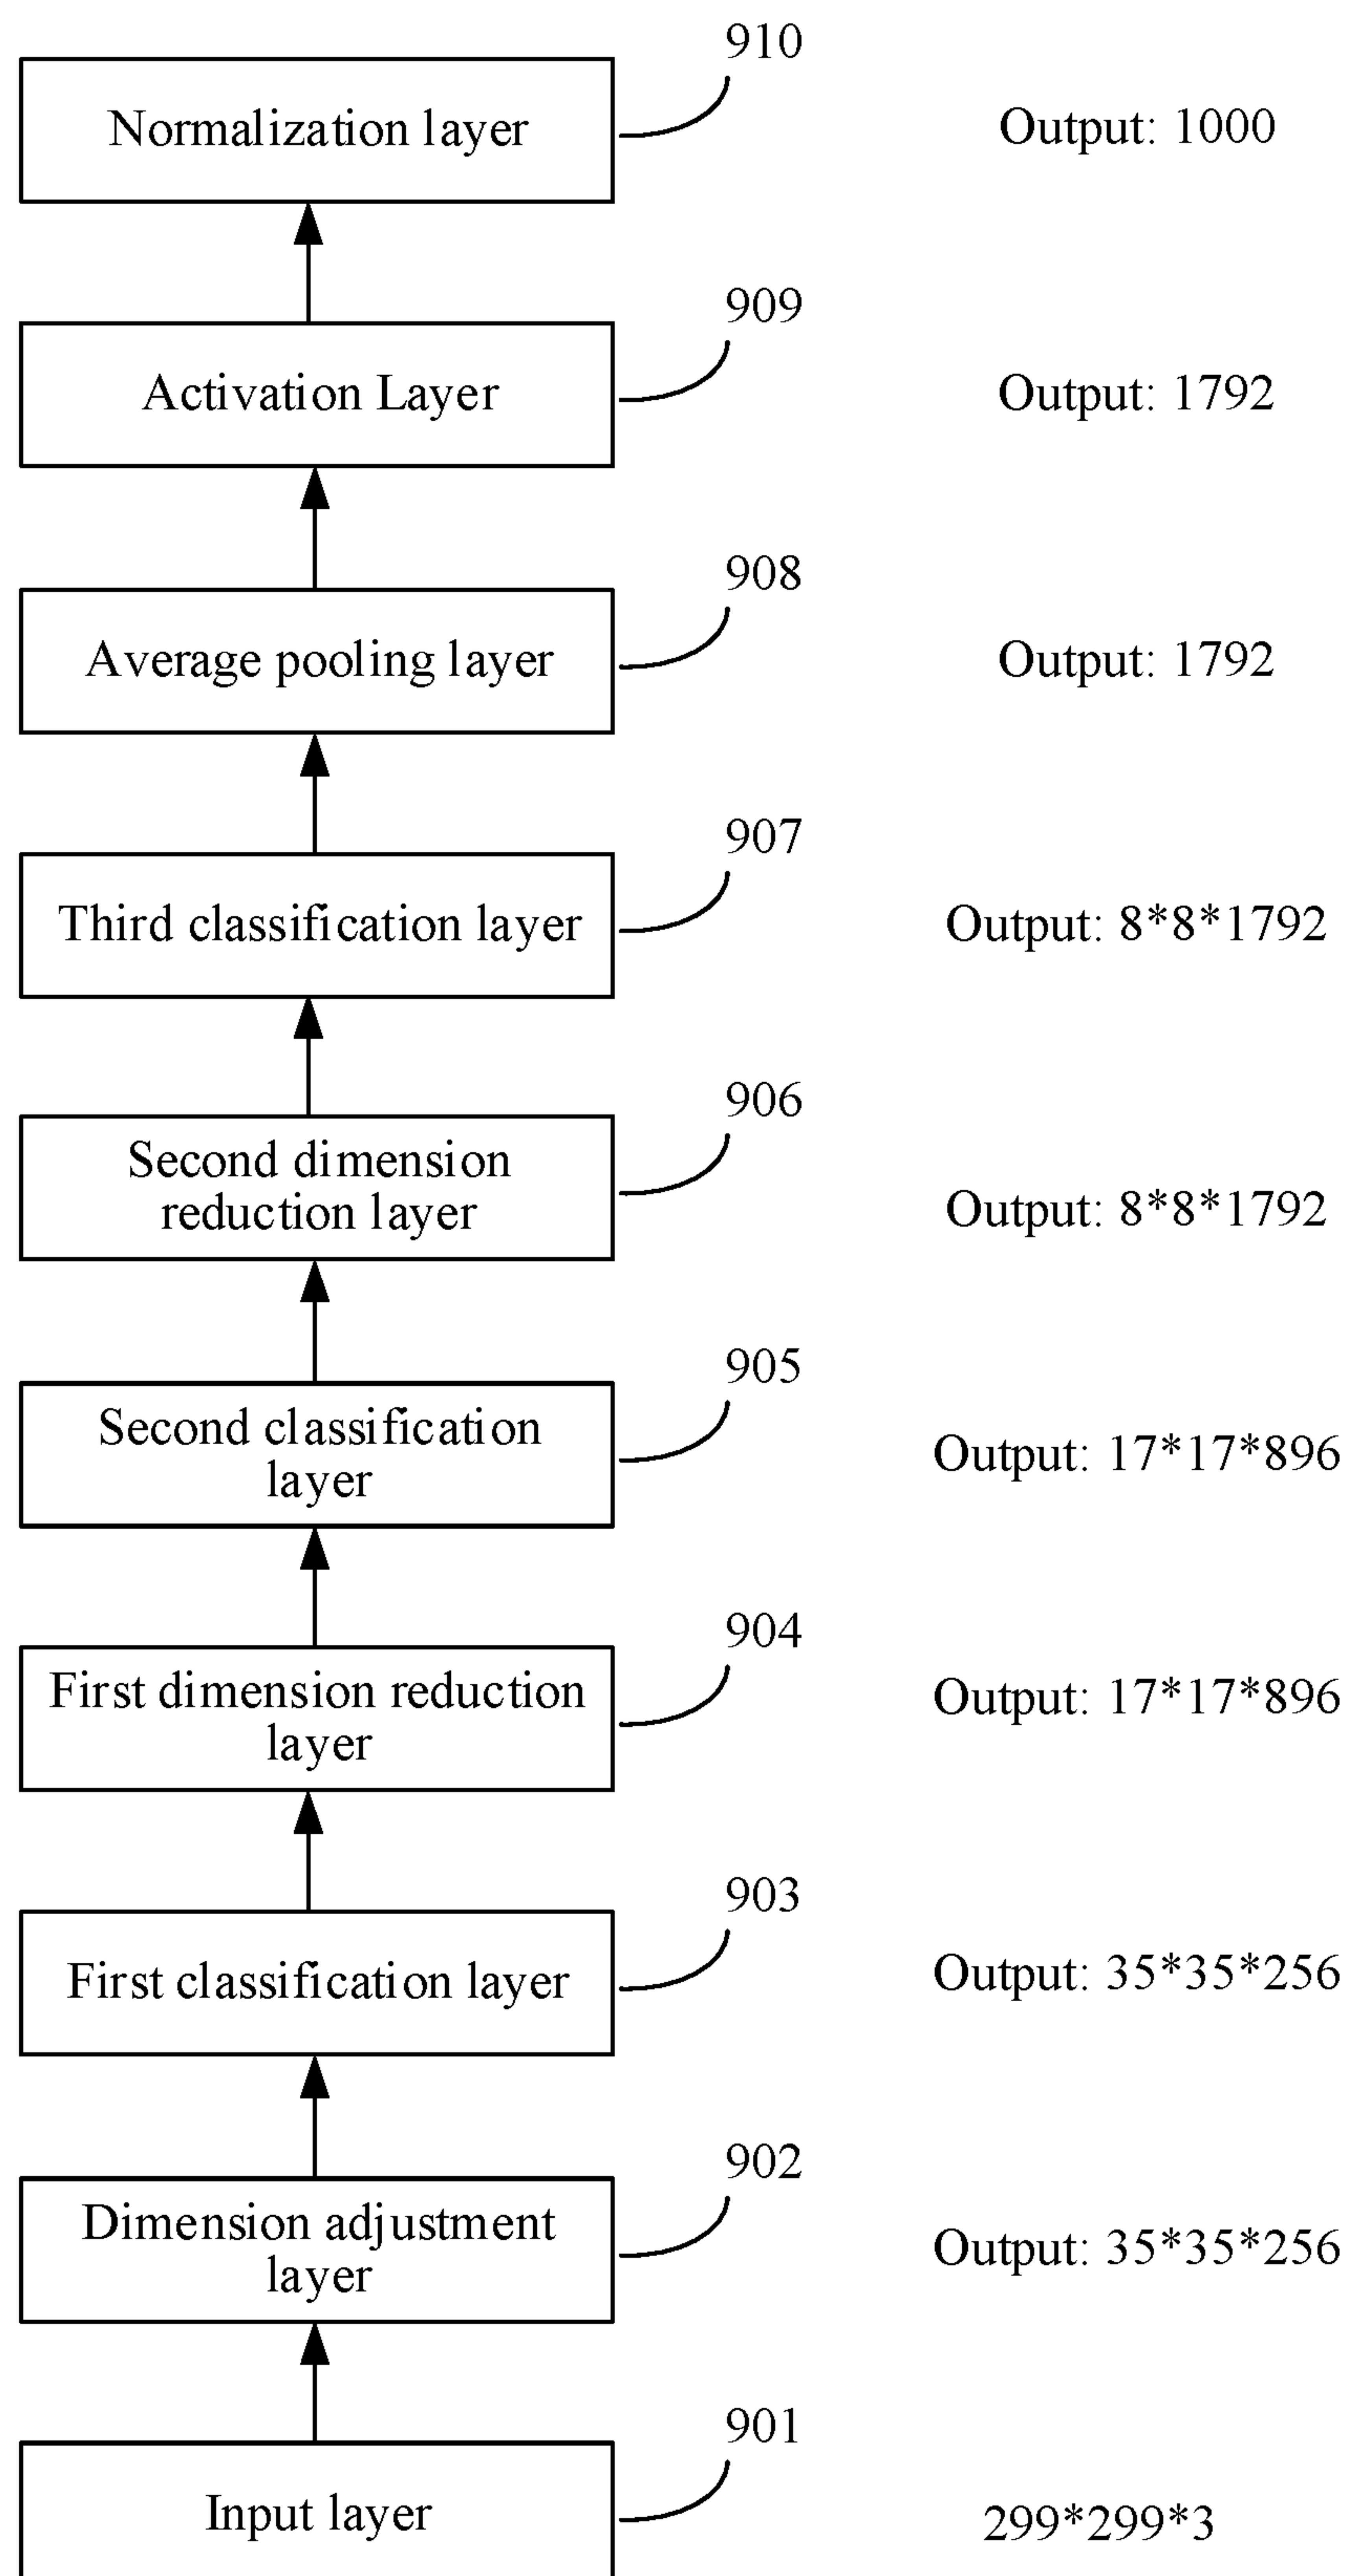 910
Normalization layer
Output: 1000
909
Activation Layer
Output: 1792
908
Average pooling layer
Output: 1792
907
Third classification layer
Output: 8*8*1792
906
Second dimension
reduction layer
Output: 8*8*1792
905
Second classification
layer
Output: 17*17*896
904
First dimension reduction
layer
Output: 17*17*896
903
First classification layer
Output: 35*35*256
902
Dimension adjustment
layer
Output: 35*35*256
901
Input layer
299*299*3